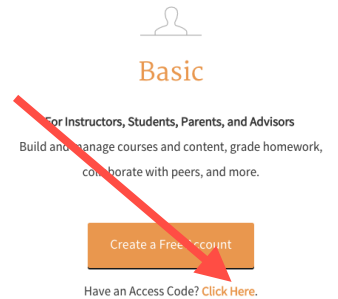 Basic
For Instructors, Students, Parents, and Advisors
Build and manage courses and content, grade homework,
collaborate with peers, and more.
Create a Free Account
Have an Access Code? Click Here.